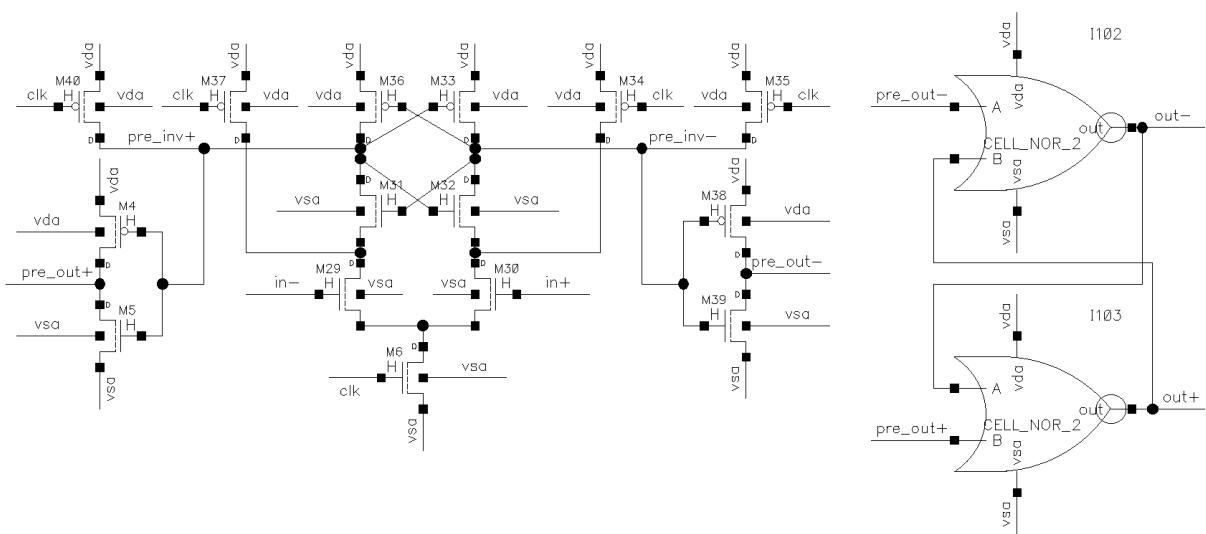 vda vda vda vda vda vda
M40 M37 M36 M33 M34 M35
H H H H H H
clk vda clk vda vda vda vda clk vda clk
D D D D D D
pre_inv+ pre_inv-
vda D D vda
M4 M31 M32 M38
H H H H
vda vsa vsa vda
pre_out+ D D D D pre_out-
D M29 M30 D
M5 H H M39
H in- vsa vsa in+ H
vsa vsa
M6 D
H vsa
clk
vsa vsa
vsa
I102
vda
pre_out- A
out out-
CELL_NOR_2
B
vsa
I103
vda
A
out out+
CELL_NOR_2
pre_out+ B
vsa